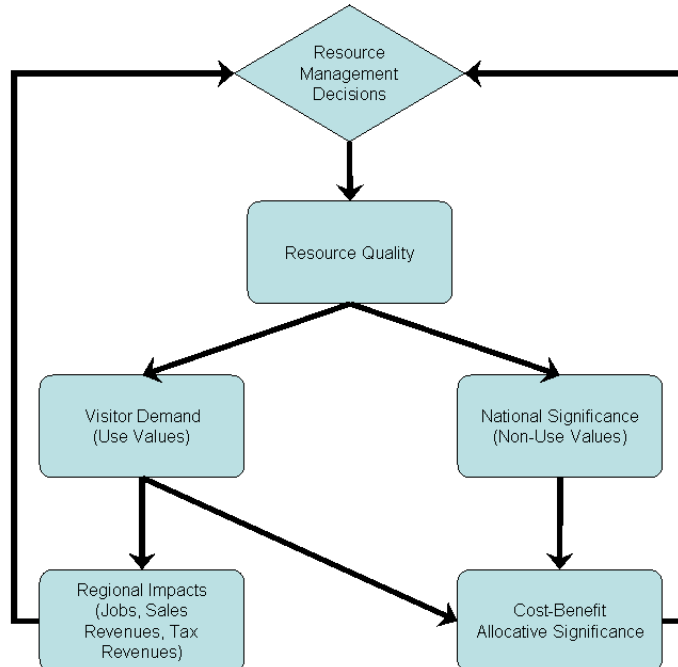 Resource
Management
Decisions
Resource Quality
Visitor Demand
(Use Values)
National Significance
(Non-Use Values)
Regional Impacts
(Jobs, Sales
Revenues, Tax
Revenues)
Cost-Benefit
Allocative Significance